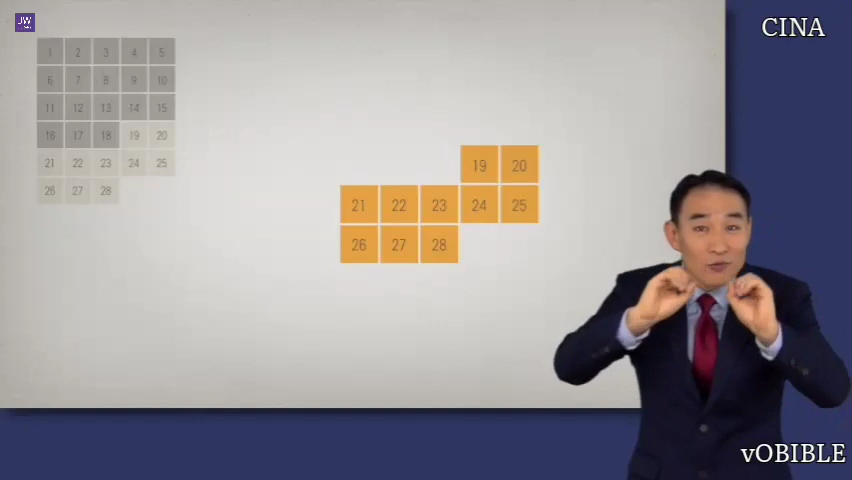 JW
CINA
1 2 3 4 5
6 7 8 9 10
11 12 13 14 15
16 17 18 19 20
21 22 23 24 25
26 27 28
19 20
21 22 23 24 25
26 27 28
vOBIBLE